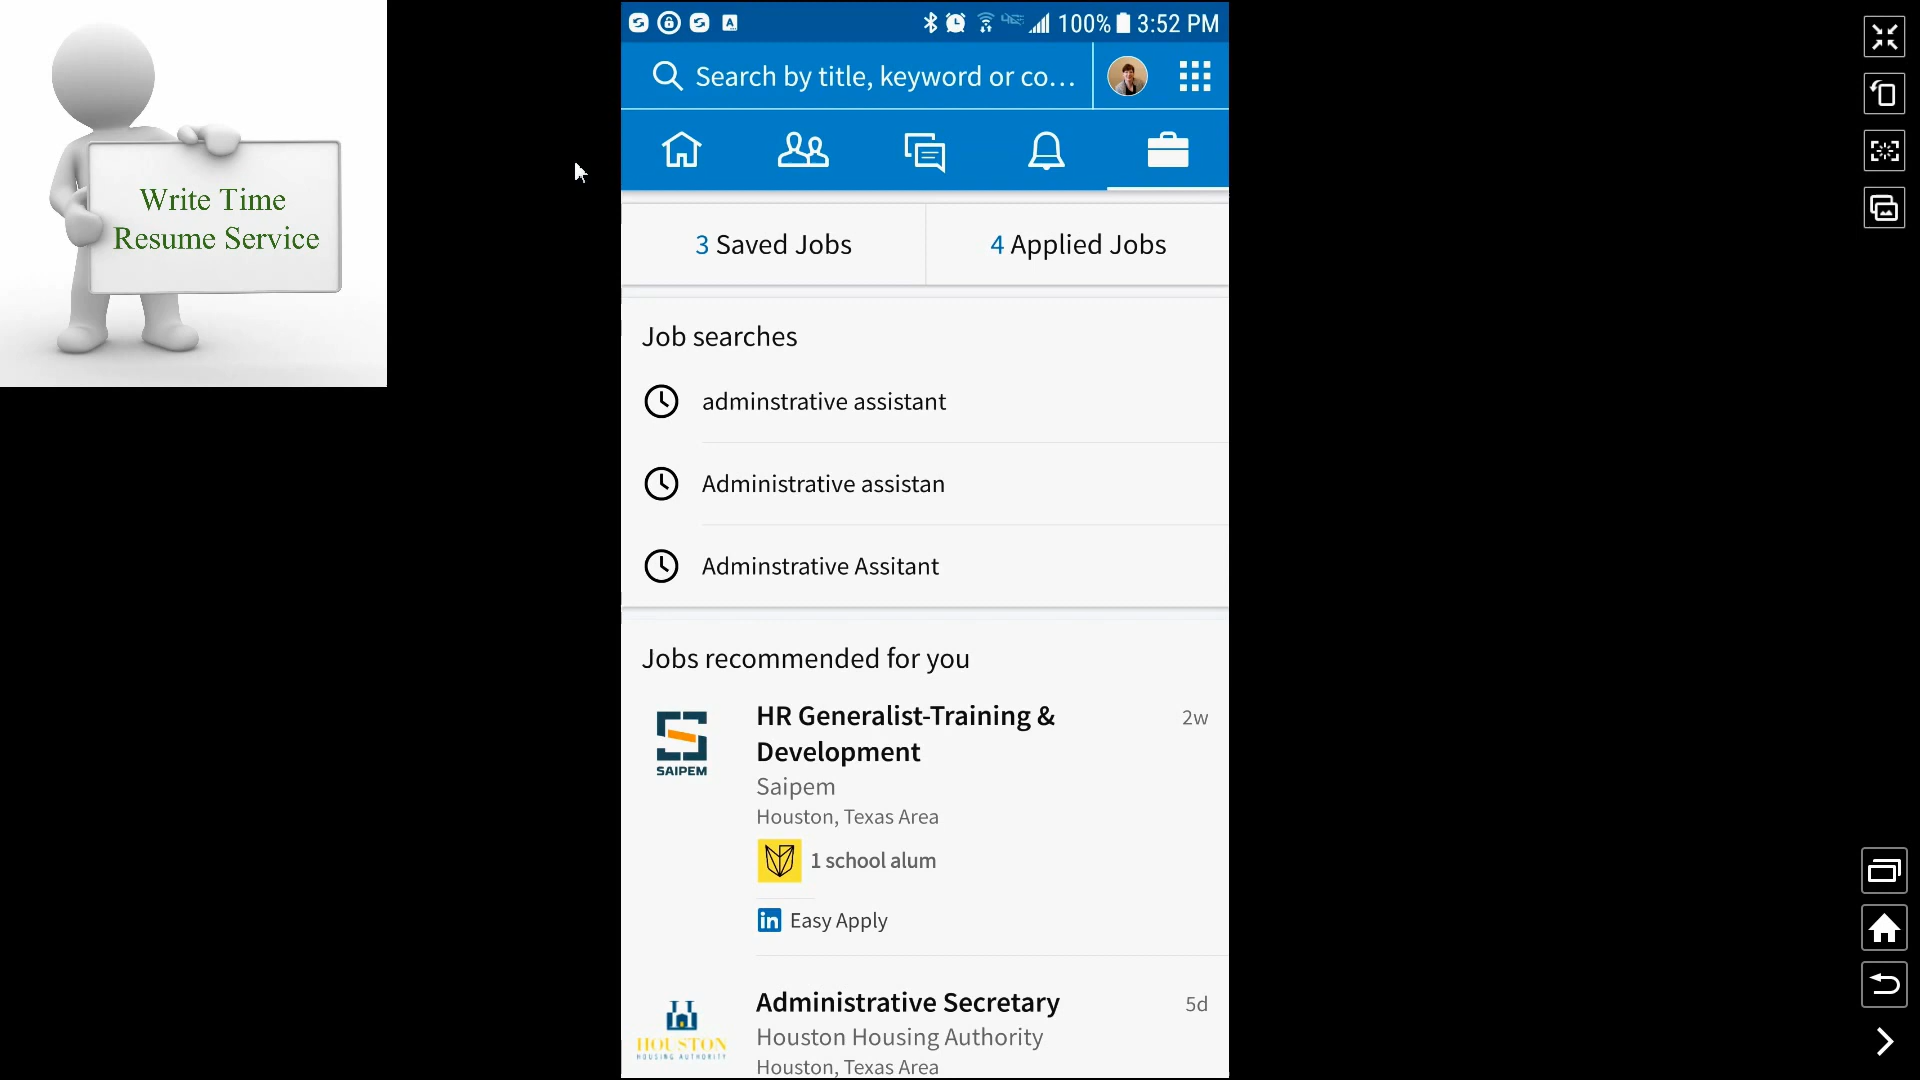 Write Time
Resume Service
100% 3:52 PM
Search by title, keyword or co...
3 Saved Jobs
4 Applied Jobs
Job searches
adminstrative assistant
Administrative assistan
Adminstrative Assitant
Jobs recommended for you
HR Generalist-Training &
Development
2w
SAIPEM
Saipem
Houston, Texas Area
1 school alum
in Easy Apply
Administrative Secretary
5d
HOUSTON
HOUSING AUTHORITY
Houston Housing Authority
Houston, Texas Area